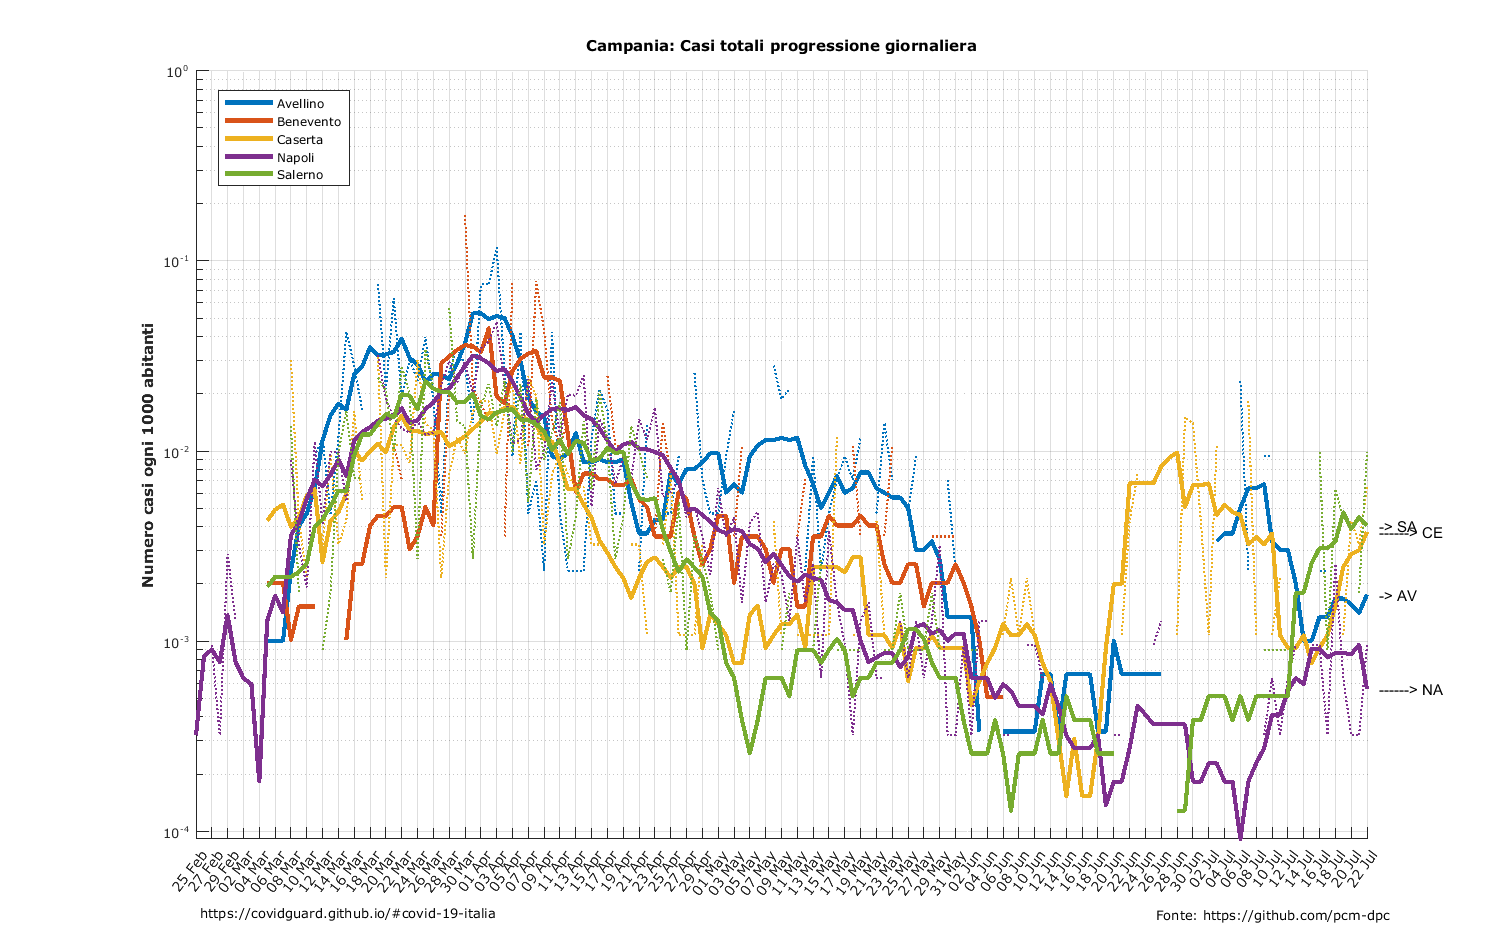 Campania: Casi totali progressione giornaliera
10⁰
Avellino
Benevento
Caserta
Napoli
Salerno
10⁻¹
10⁻²
10⁻³
10⁻⁴
Numero casi ogni 1000 abitanti
-> SA
------> CE
-> AV
------> NA
25 Feb
27 Feb
29 Feb
02 Mar
04 Mar
06 Mar
08 Mar
10 Mar
12 Mar
14 Mar
16 Mar
18 Mar
20 Mar
22 Mar
24 Mar
26 Mar
28 Mar
30 Mar
01 Apr
03 Apr
05 Apr
07 Apr
09 Apr
11 Apr
13 Apr
15 Apr
17 Apr
19 Apr
21 Apr
23 Apr
25 Apr
27 Apr
29 Apr
01 May
03 May
05 May
07 May
09 May
11 May
13 May
15 May
17 May
19 May
21 May
23 May
25 May
27 May
29 May
31 May
02 Jun
04 Jun
06 Jun
08 Jun
10 Jun
12 Jun
14 Jun
16 Jun
18 Jun
20 Jun
22 Jun
24 Jun
26 Jun
28 Jun
30 Jun
02 Jul
04 Jul
06 Jul
08 Jul
10 Jul
12 Jul
14 Jul
16 Jul
18 Jul
20 Jul
22 Jul
https://covidguard.github.io/#covid-19-italia
Fonte: https://github.com/pcm-dpc